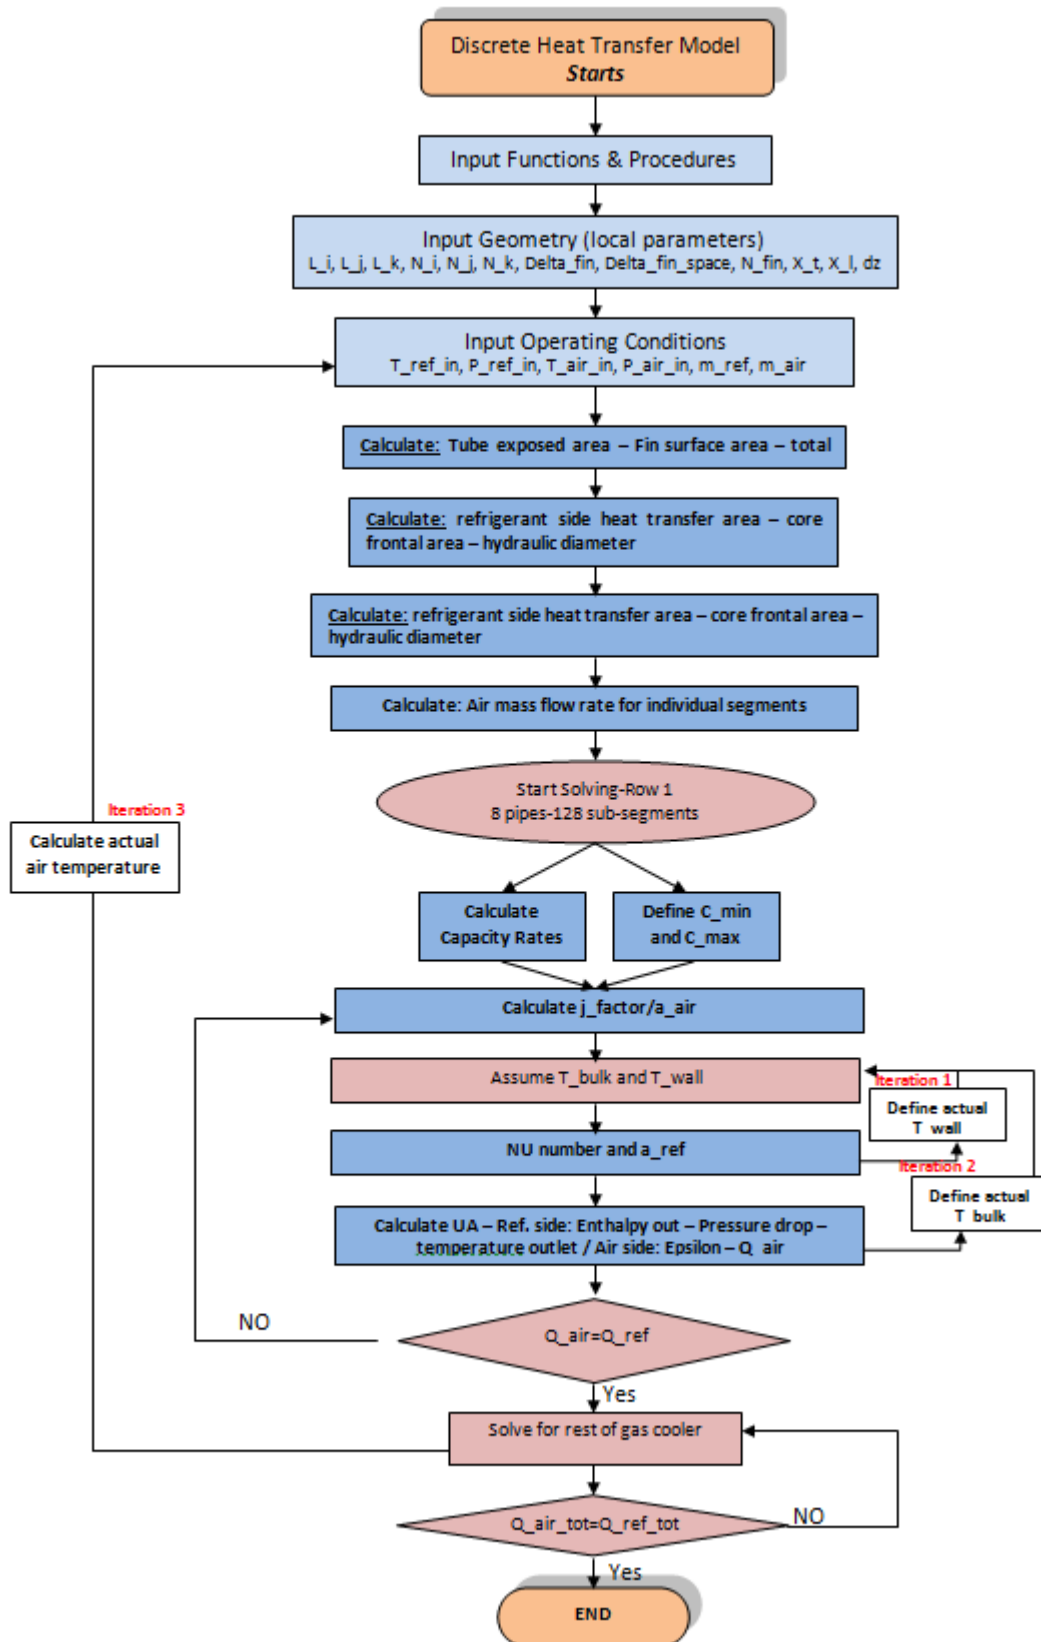 Discrete Heat Transfer Model
Starts
Input Functions & Procedures
Input Geometry (local parameters)
L_i, L_j, L_k, N_i, N_j, N_k, Delta_fin, Delta_fin_space, N_fin, X_t, X_l, dz
Input Operating Conditions
T_ref_in, P_ref_in, T_air_in, P_air_in, m_ref, m_air
Calculate: Tube exposed area – Fin surface area – total
Calculate: refrigerant side heat transfer area – core
frontal area – hydraulic diameter
Calculate: refrigerant side heat transfer area – core frontal area –
hydraulic diameter
Calculate: Air mass flow rate for individual segments
Start Solving-Row 1
8 pipes-128 sub-segments
Iteration 3
Calculate actual
air temperature
Calculate
Capacity Rates
Define C_min
and C_max
Calculate j_factor/a_air
Assume T_bulk and T_wall
Iteration 1
Define actual
T_wall
NU number and a_ref
Iteration 2
Define actual
T_bulk
Calculate UA – Ref. side: Enthalpy out – Pressure drop –
temperature outlet / Air side: Epsilon – Q_air
NO
Q_air=Q_ref
Yes
Solve for rest of gas cooler
Q_air_tot=Q_ref_tot
NO
Yes
END